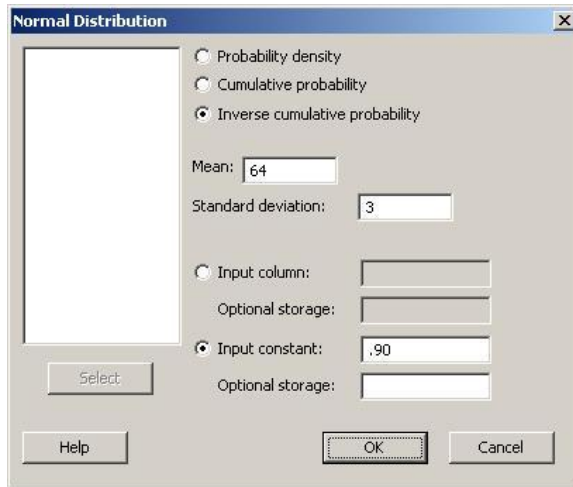 Normal Distribution
Probability density
Cumulative probability
Inverse cumulative probability
Mean: 64
Standard deviation: 3
Input column:
Optional storage:
Input constant: .90
Optional storage:
Select
Help OK Cancel